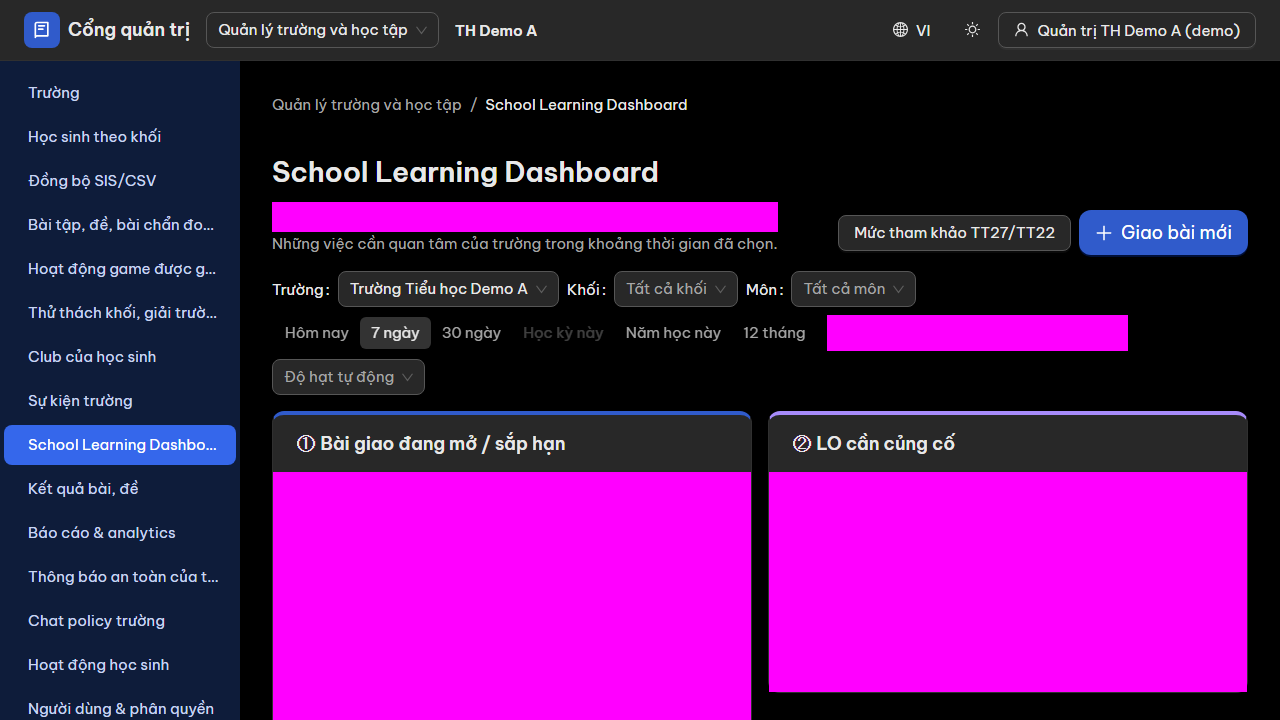 Cổng quản trị
Quản lý trường và học tập
TH Demo A
VI
Quản trị TH Demo A (demo)
Trường
Học sinh theo khối
Đồng bộ SIS/CSV
Bài tập, đề, bài chẩn đo...
Hoạt động game được g...
Thử thách khối, giải trườ...
Club của học sinh
Sự kiện trường
School Learning Dashbo...
Kết quả bài, đề
Báo cáo & analytics
Thông báo an toàn của t...
Chat policy trường
Hoạt động học sinh
Người dùng & phân quyền
Quản lý trường và học tập / School Learning Dashboard
School Learning Dashboard
Những việc cần quan tâm của trường trong khoảng thời gian đã chọn.
Mức tham khảo TT27/TT22
Giao bài mới
Trường: Trường Tiểu học Demo A Khối: Tất cả khối Môn: Tất cả môn
Hôm nay 7 ngày 30 ngày Học kỳ này Năm học này 12 tháng
Độ hạt tự động
① Bài giao đang mở / sắp hạn
② LO cần củng cố